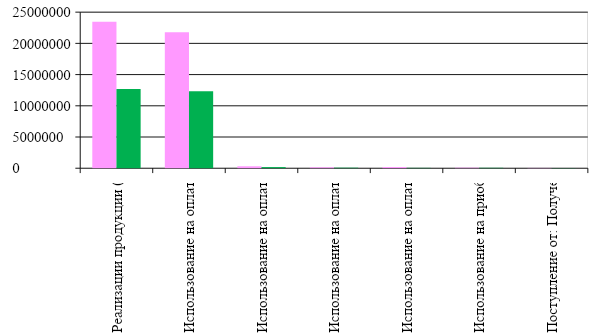 25000000
20000000
15000000
10000000
5000000
0
Реализации продукции (
Использование на оплат
Использование на оплат
Использование на оплат
Использование на оплат
Использование на приоб
Поступление от: Получе